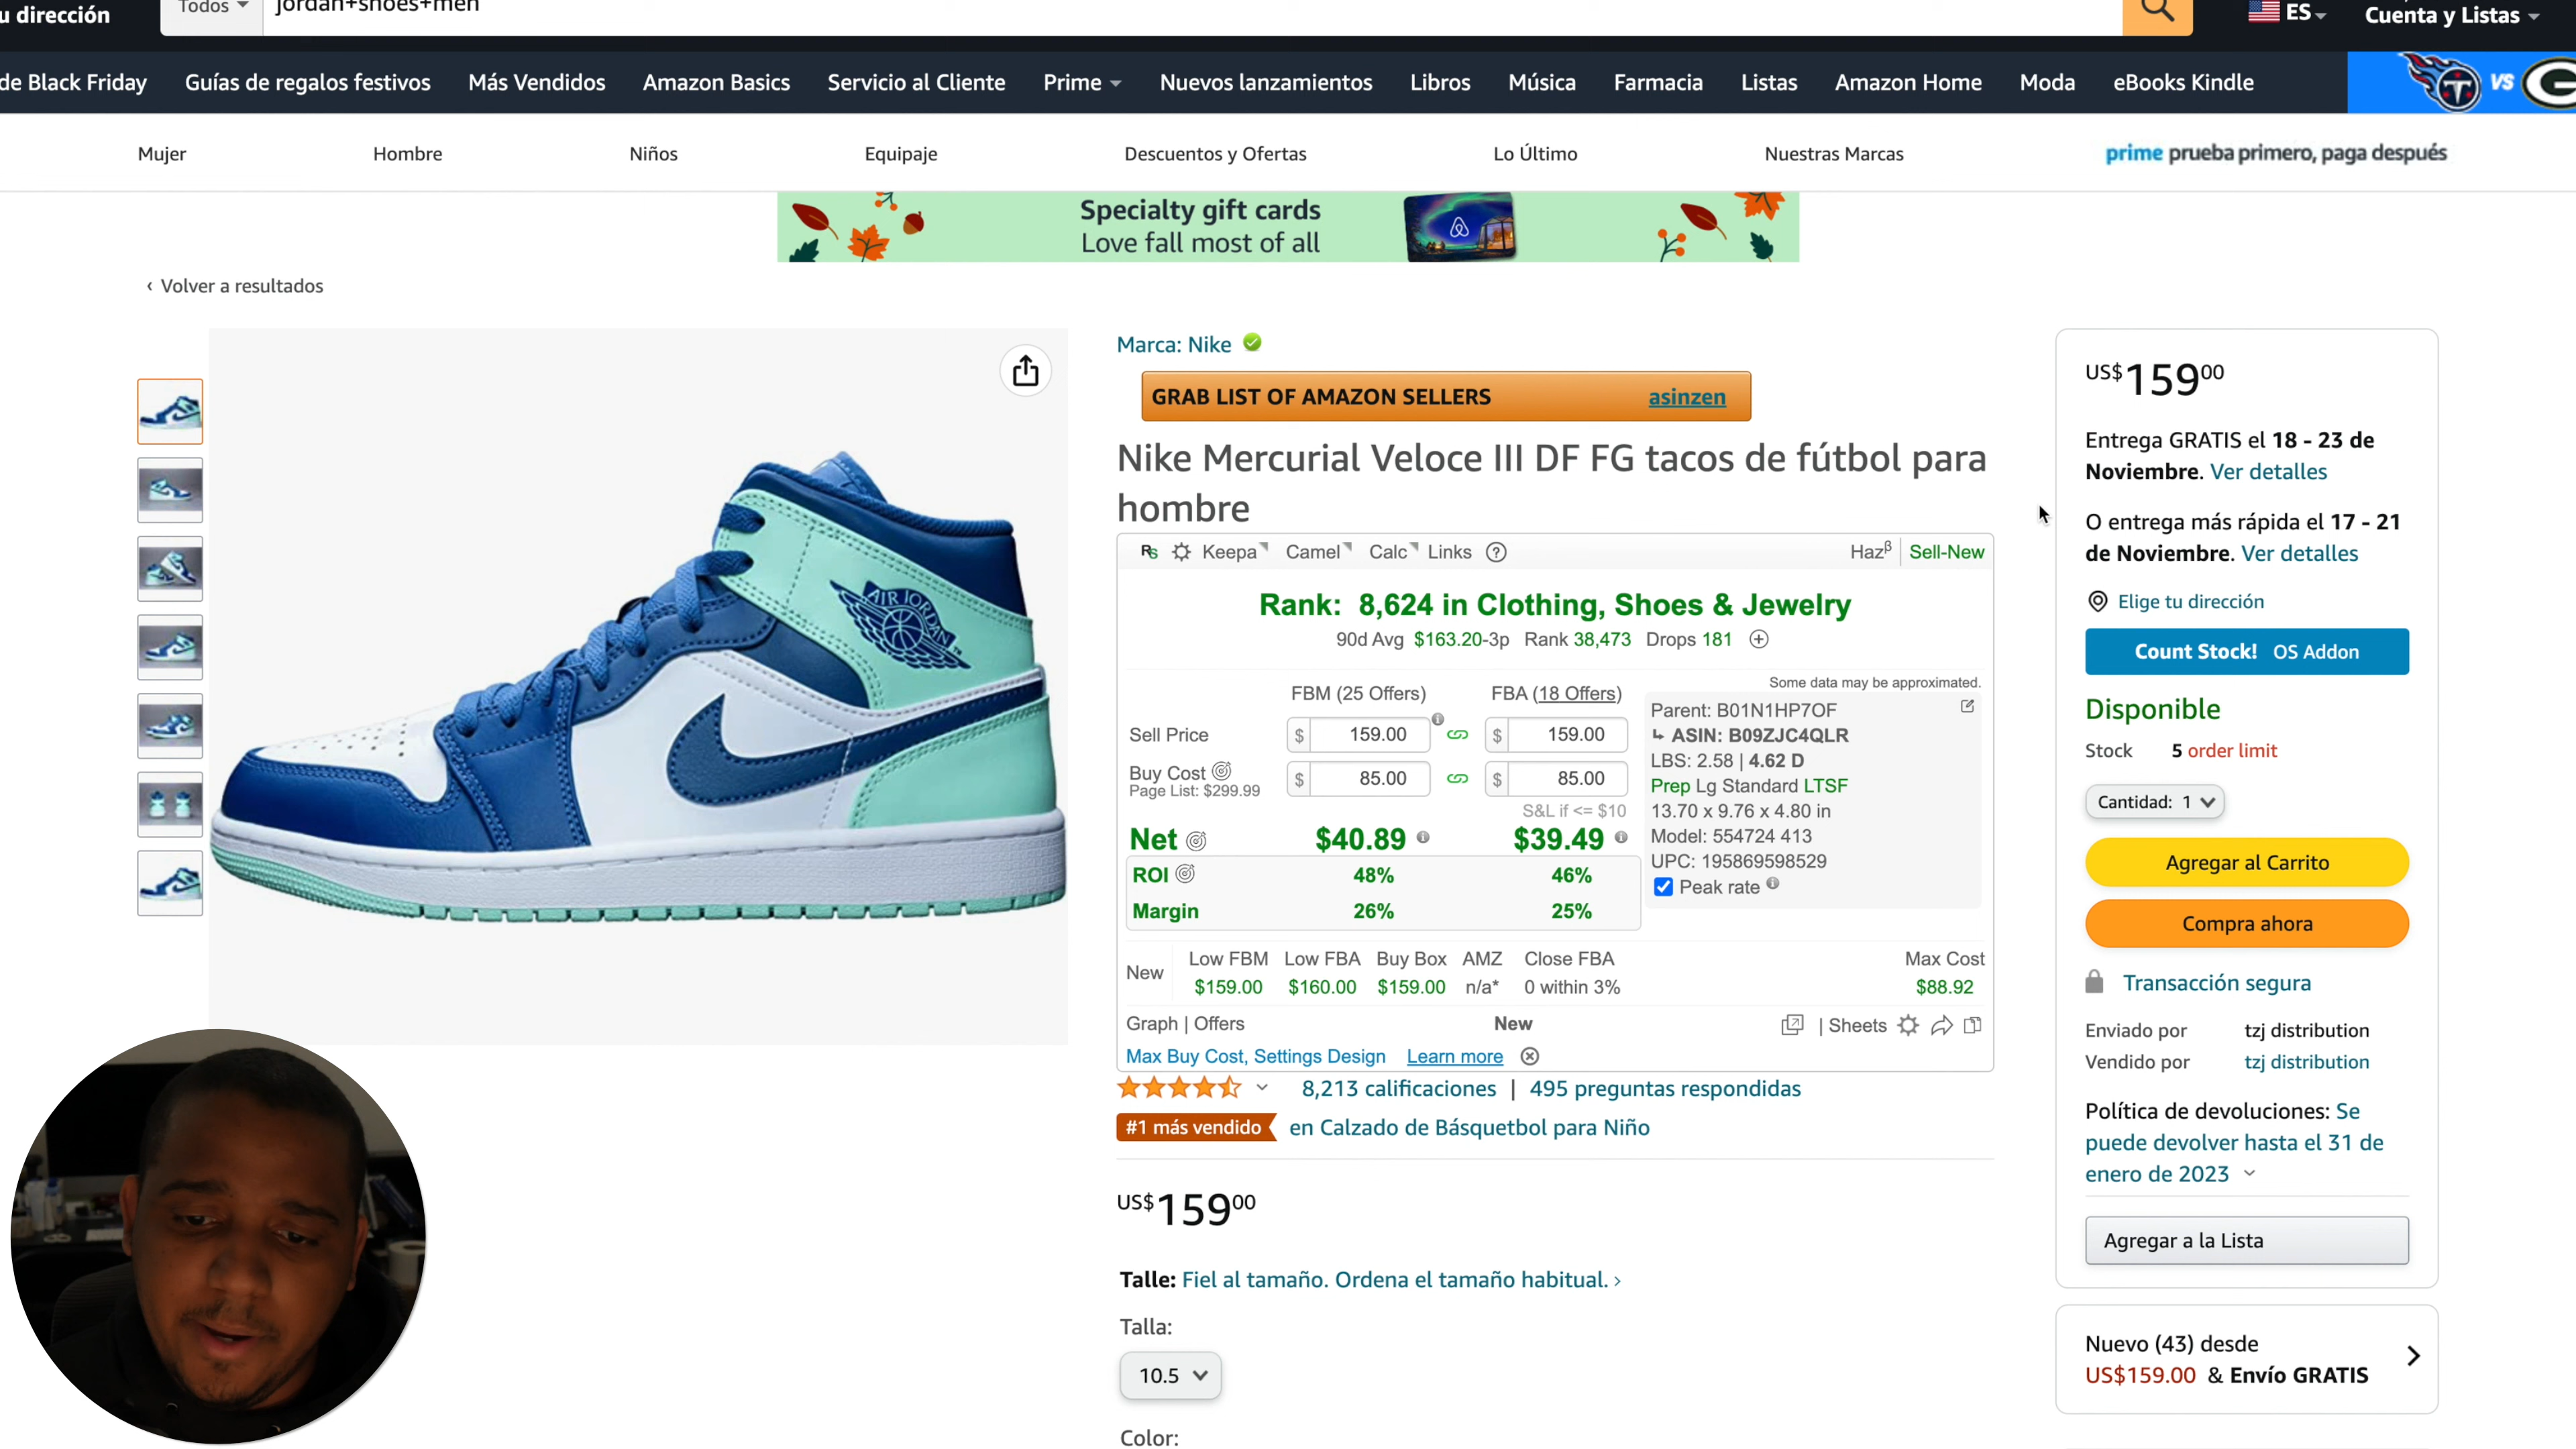 u dirección
Todos
jordan+shoes+men
ES
Cuenta y Listas
de Black Friday
Guías de regalos festivos
Más Vendidos
Amazon Basics
Servicio al Cliente
Prime
Nuevos lanzamientos
Libros
Música
Farmacia
Listas
Amazon Home
Moda
eBooks Kindle
VS
Mujer
Hombre
Niños
Equipaje
Descuentos y Ofertas
Lo Último
Nuestras Marcas
prime prueba primero, paga después
Specialty gift cards
Love fall most of all
‹ Volver a resultados
AIR JORDAN
Marca: Nike
GRAB LIST OF AMAZON SELLERS asinzen
Nike Mercurial Veloce III DF FG tacos de fútbol para
hombre
Rs Keepa Camel Calc Links ? Hazβ Sell-New
Rank: 8,624 in Clothing, Shoes & Jewelry
90d Avg $163.20-3p Rank 38,473 Drops 181
Some data may be approximated.
FBM (25 Offers) FBA (18 Offers)
Sell Price $ 159.00 $ 159.00
Buy Cost $ 85.00 $ 85.00
Page List: $299.99
S&L if <= $10
Net $40.89 $39.49
ROI 48% 46%
Margin 26% 25%
Parent: B01N1HP7OF
ASIN: B09ZJC4QLR
LBS: 2.58 | 4.62 D
Prep Lg Standard LTSF
13.70 x 9.76 x 4.80 in
Model: 554724 413
UPC: 195869598529
Peak rate
Low FBM Low FBA Buy Box AMZ Close FBA Max Cost
New $159.00 $160.00 $159.00 n/a* 0 within 3% $88.92
Graph | Offers New | Sheets
Max Buy Cost, Settings Design Learn more
8,213 calificaciones | 495 preguntas respondidas
#1 más vendido en Calzado de Básquetbol para Niño
US$15900
Talle: Fiel al tamaño. Ordena el tamaño habitual. ›
Talla:
10.5
Color:
US$15900
Entrega GRATIS el 18 - 23 de
Noviembre. Ver detalles
O entrega más rápida el 17 - 21
de Noviembre. Ver detalles
Elige tu dirección
Count Stock! OS Addon
Disponible
Stock 5 order limit
Cantidad: 1
Agregar al Carrito
Compra ahora
Transacción segura
Enviado por tzj distribution
Vendido por tzj distribution
Política de devoluciones: Se
puede devolver hasta el 31 de
enero de 2023
Agregar a la Lista
Nuevo (43) desde
US$159.00 & Envío GRATIS